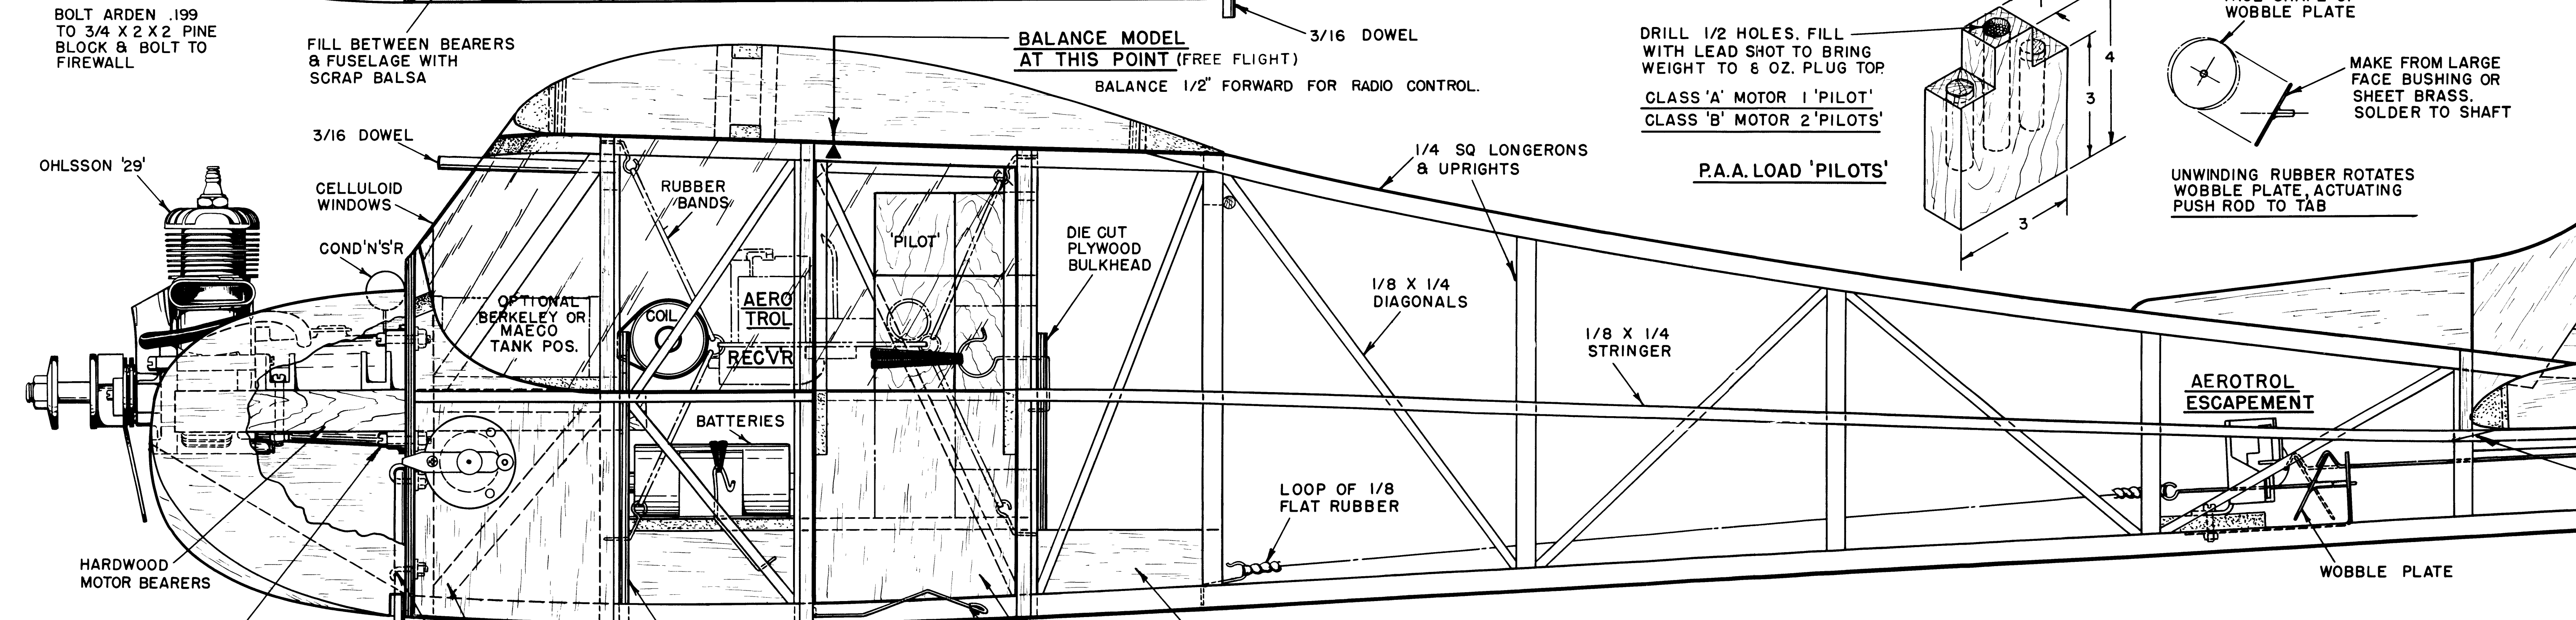 BOLT ARDEN .199
TO 3/4 X 2 X 2 PINE
BLOCK & BOLT TO
FIREWALL
FILL BETWEEN BEARERS
& FUSELAGE WITH
SCRAP BALSA
3/16 DOWEL
BALANCE MODEL
AT THIS POINT (FREE FLIGHT)
BALANCE 1/2" FORWARD FOR RADIO CONTROL.
DRILL 1/2 HOLES. FILL
WITH LEAD SHOT TO BRING
WEIGHT TO 8 OZ. PLUG TOP.
CLASS 'A' MOTOR 1 'PILOT'
CLASS 'B' MOTOR 2 'PILOTS'
P.A.A. LOAD 'PILOTS'
4
3
3
WOBBLE PLATE
MAKE FROM LARGE
FACE BUSHING OR
SHEET BRASS.
SOLDER TO SHAFT
UNWINDING RUBBER ROTATES
WOBBLE PLATE, ACTUATING
PUSH ROD TO TAB
3/16 DOWEL
OHLSSON '29'
CELLULOID
WINDOWS
COND'N'S'R
RUBBER
BANDS
'PILOT'
DIE CUT
PLYWOOD
BULKHEAD
1/4 SQ LONGERONS
& UPRIGHTS
1/8 X 1/4
DIAGONALS
1/8 X 1/4
STRINGER
OPTIONAL
BERKELEY OR
MAECO
TANK POS.
COIL
AERO
TROL
REC'V'R
BATTERIES
AEROTROL
ESCAPEMENT
LOOP OF 1/8
FLAT RUBBER
HARDWOOD
MOTOR BEARERS
WOBBLE PLATE